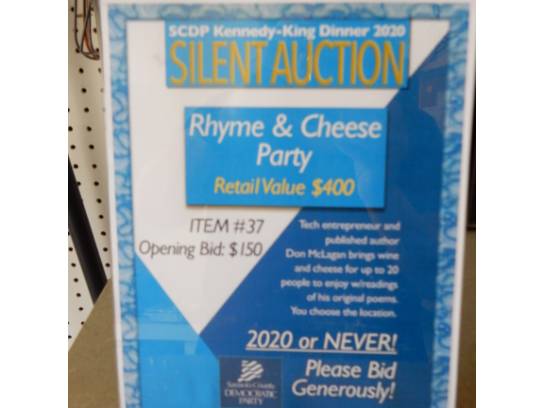 SCDP Kennedy-King Dinner 2020
SILENT AUCTION
Rhyme & Cheese
Party
Retail Value $400
ITEM #37
Opening Bid: $150
Tech entrepreneur and
published author
Don McLagan brings wine
and cheese for up to 20
people to enjoy w/readings
of his original poems.
You choose the location.
2020 or NEVER!
Please Bid
Generously!
Sarasota County
DEMOCRATIC
PARTY